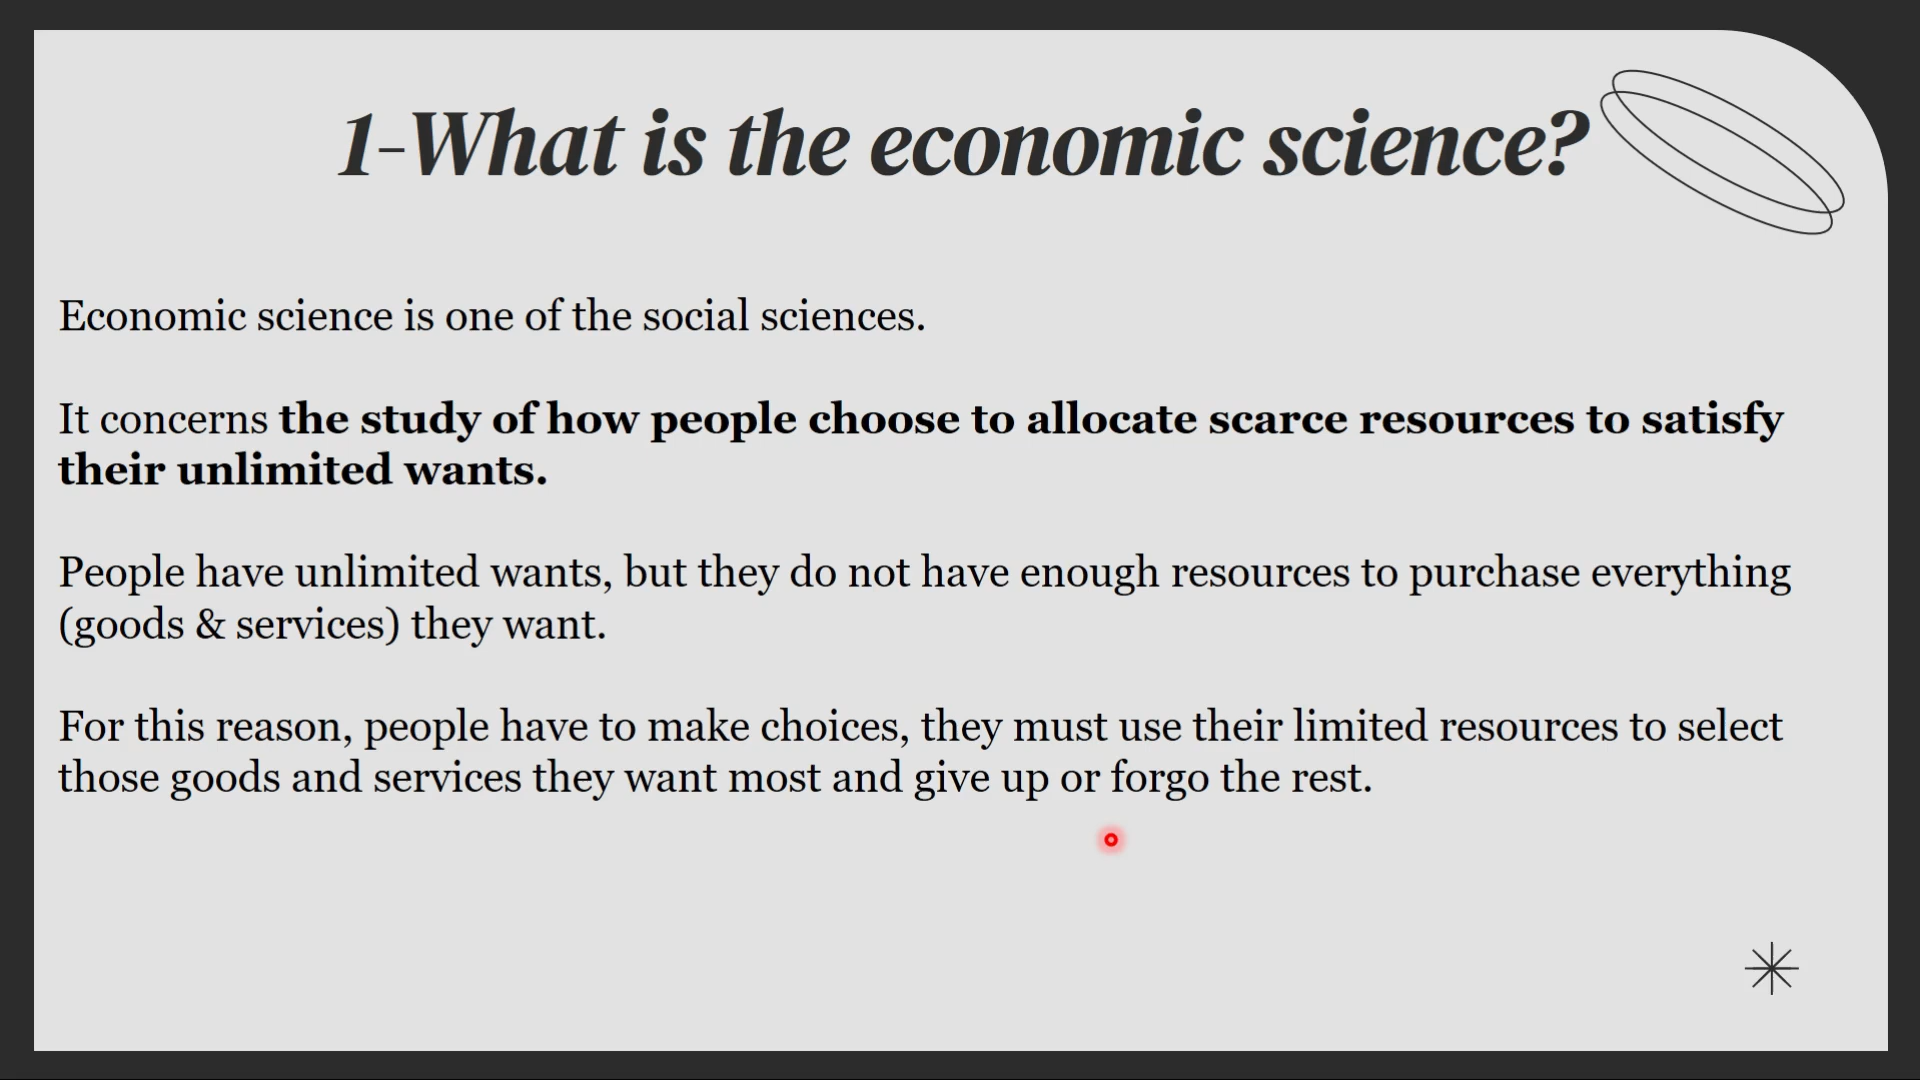 1-What is the economic science?
Economic science is one of the social sciences.
It concerns the study of how people choose to allocate scarce resources to satisfy
their unlimited wants.
People have unlimited wants, but they do not have enough resources to purchase everything
(goods & services) they want.
For this reason, people have to make choices, they must use their limited resources to select
those goods and services they want most and give up or forgo the rest.